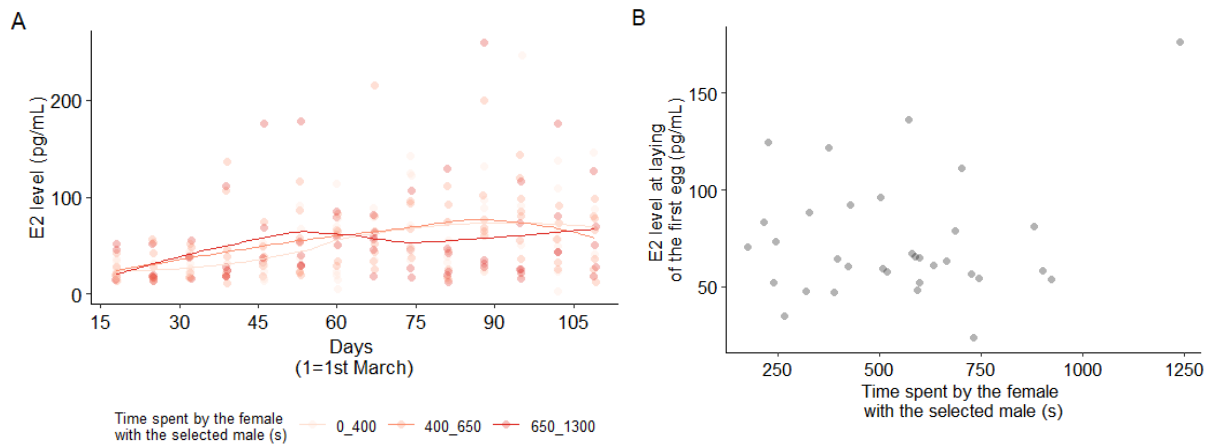 A
E2 level (pg/mL)
200
100
0
15 30 45 60 75 90 105
Days
(1=1st March)
Time spent by the female
with the selected male (s)
0_400 400_650 650_1300
B
E2 level at laying
of the first egg (pg/mL)
150
100
50
250 500 750 1000 1250
Time spent by the female
with the selected male (s)